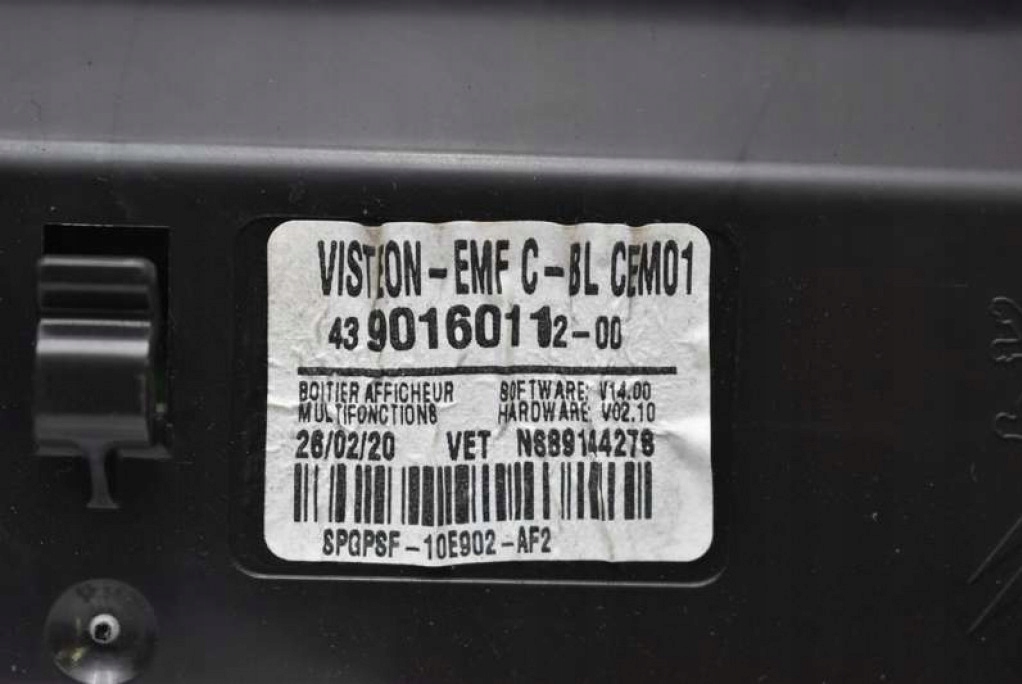 VISTEON-EMF C-BL CEM01
43 9016011 2-00
BOITIER AFFICHEUR SOFTWARE: V14.00
MULTIFONCTIONS HARDWARE: V02.10
26/02/20 VET NS89144278
SPGPSF-10E902-AF2